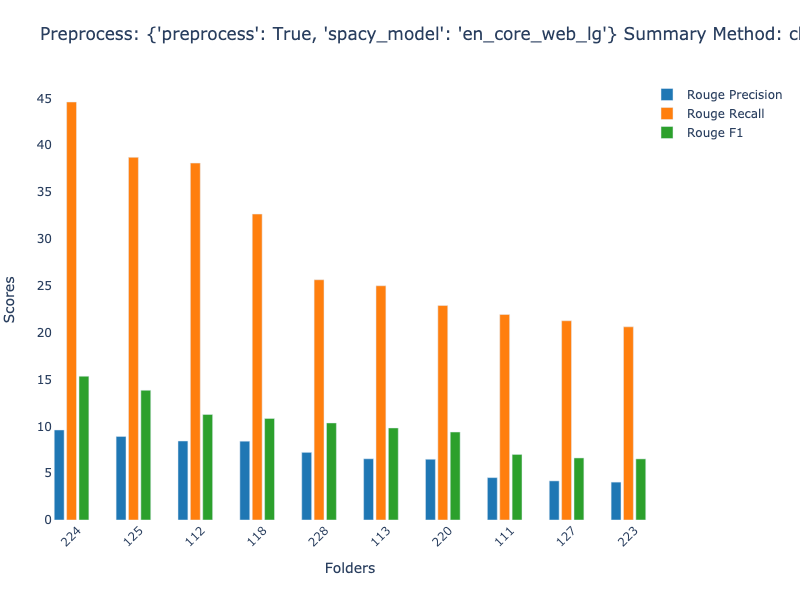 Preprocess: {'preprocess': True, 'spacy_model': 'en_core_web_lg'} Summary Method:
Rouge Precision
Rouge Recall
Rouge F1
45
40
35
30
25
20
15
10
5
0
Scores
224 125 112 118 228 113 220 111 127 223
Folders